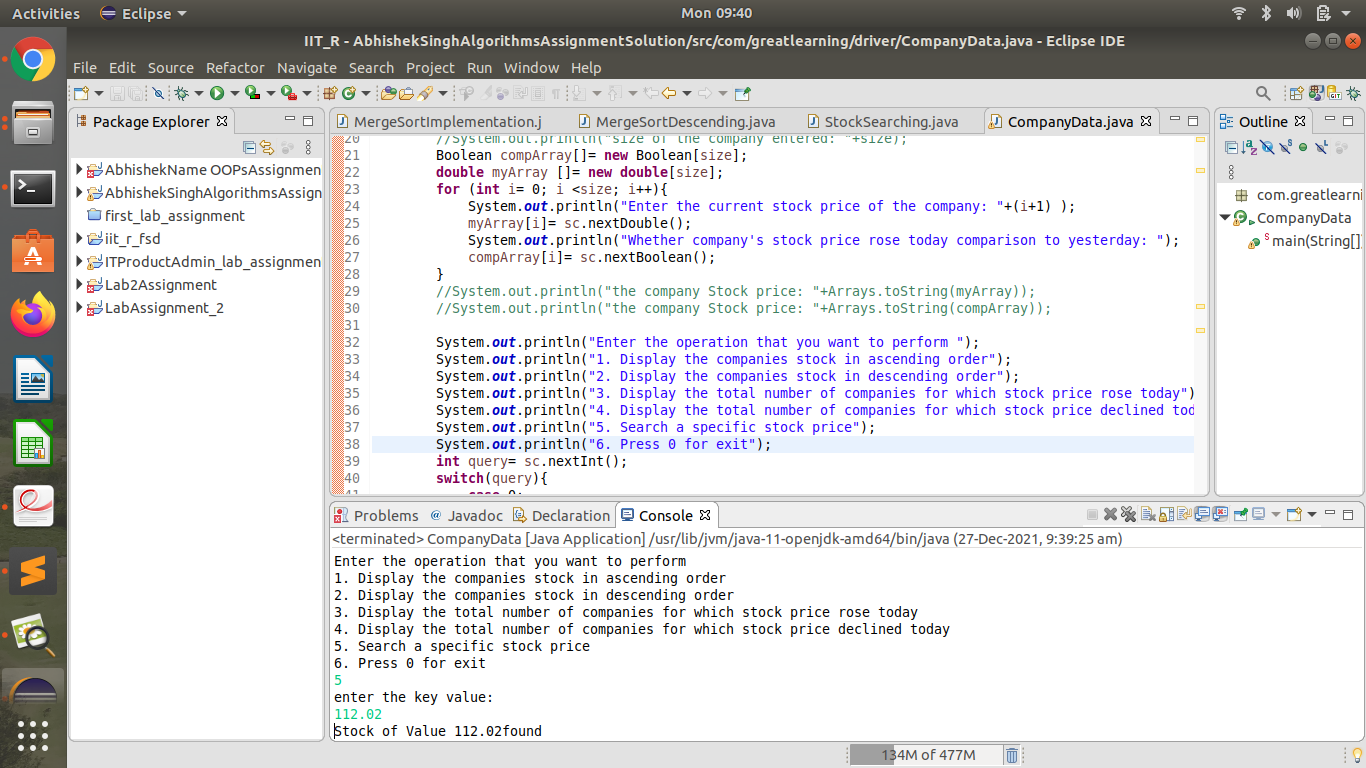 Activities Eclipse Mon 09:40
IIT_R - AbhishekSinghAlgorithmsAssignmentSolution/src/com/greatlearning/driver/CompanyData.java - Eclipse IDE
File Edit Source Refactor Navigate Search Project Run Window Help
Package Explorer
AbhishekName OOPsAssignmen
AbhishekSinghAlgorithmsAssign
first_lab_assignment
iit_r_fsd
ITProductAdmin_lab_assignmen
Lab2Assignment
LabAssignment_2
MergeSortImplementation.j MergeSortDescending.java StockSearching.java CompanyData.java
20 //System.out.println("size of the company entered: "+size);
21 Boolean compArray[]= new Boolean[size];
22 double myArray []= new double[size];
23 for (int i= 0; i <size; i++){
24 System.out.println("Enter the current stock price of the company: "+(i+1) );
25 myArray[i]= sc.nextDouble();
26 System.out.println("Whether company's stock price rose today comparison to yesterday: ");
27 compArray[i]= sc.nextBoolean();
28 }
29 //System.out.println("the company Stock price: "+Arrays.toString(myArray));
30 //System.out.println("the company Stock price: "+Arrays.toString(compArray));
31
32 System.out.println("Enter the operation that you want to perform ");
33 System.out.println("1. Display the companies stock in ascending order");
34 System.out.println("2. Display the companies stock in descending order");
35 System.out.println("3. Display the total number of companies for which stock price rose today")
36 System.out.println("4. Display the total number of companies for which stock price declined tod
37 System.out.println("5. Search a specific stock price");
38 System.out.println("6. Press 0 for exit");
39 int query= sc.nextInt();
40 switch(query){
41 case 0:
Outline
com.greatlearni
CompanyData
main(String[]
Problems Javadoc Declaration Console
<terminated> CompanyData [Java Application] /usr/lib/jvm/java-11-openjdk-amd64/bin/java (27-Dec-2021, 9:39:25 am)
Enter the operation that you want to perform
1. Display the companies stock in ascending order
2. Display the companies stock in descending order
3. Display the total number of companies for which stock price rose today
4. Display the total number of companies for which stock price declined today
5. Search a specific stock price
6. Press 0 for exit
5
enter the key value:
112.02
Stock of Value 112.02found
134M of 477M